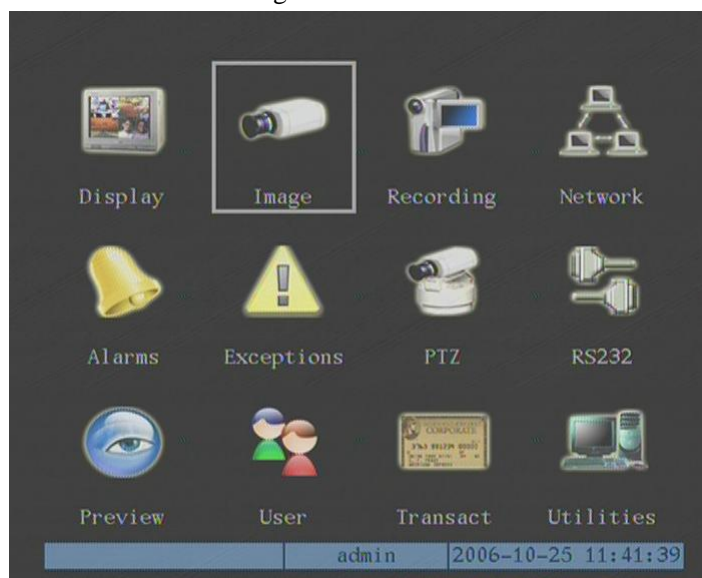 Display Image Recording Network
Alarms Exceptions PTZ RS232
CORPORATE
Preview User Transact Utilities
admin 2006-10-25 11:41:39